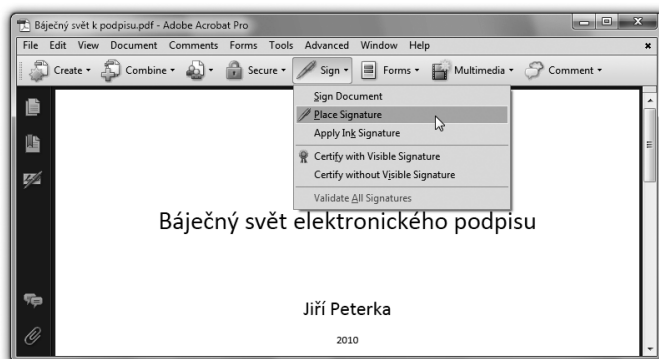 Báječný svět k podpisu.pdf - Adobe Acrobat Pro
File Edit View Document Comments Forms Tools Advanced Window Help
Create Combine Secure Sign Forms Multimedia Comment
Sign Document
Place Signature
Apply Ink Signature
Certify with Visible Signature
Certify without Visible Signature
Validate All Signatures
Báječný svět elektronického podpisu
Jiří Peterka
2010